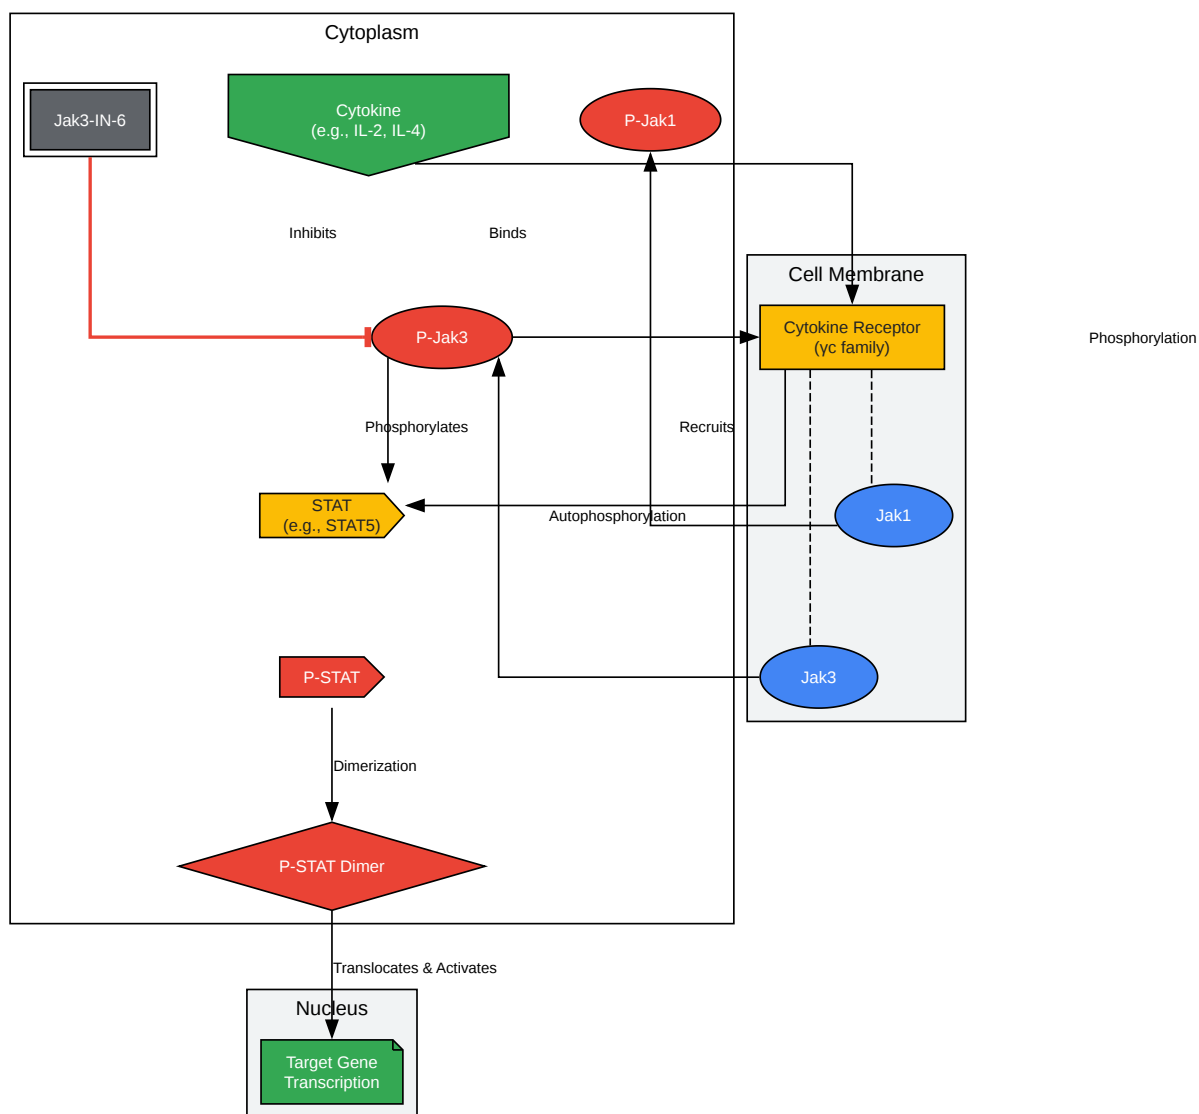 Cytoplasm
Jak3-IN-6
Cytokine
(e.g., IL-2, IL-4)
P-Jak1
Inhibits
Binds
Cell Membrane
P-Jak3
Cytokine Receptor
(γc family)
Phosphorylation
Phosphorylates
Recruits
STAT
(e.g., STAT5)
Autophosphorylation
Jak1
P-STAT
Jak3
Dimerization
P-STAT Dimer
Translocates & Activates
Nucleus
Target Gene
Transcription